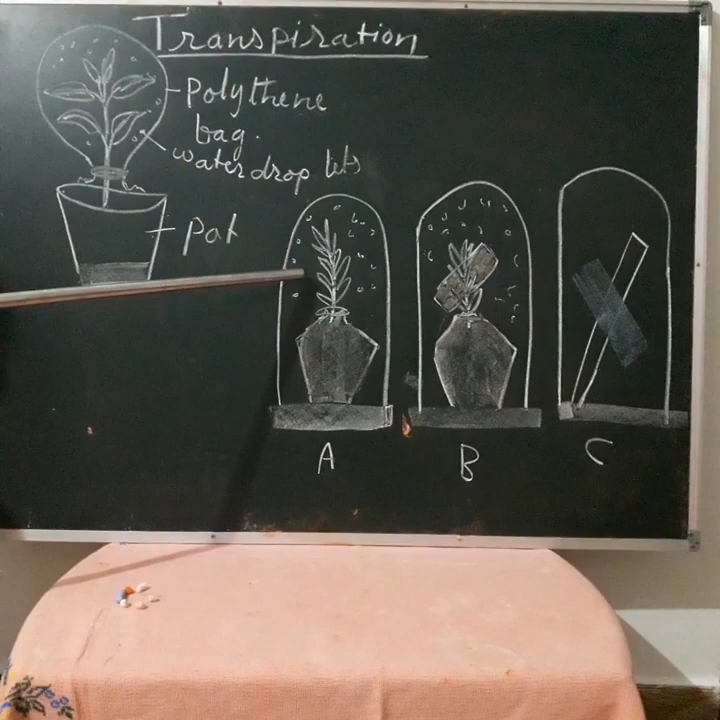 Transpiration
Polythene
bag.
water drop lets
Pot
A
B
C